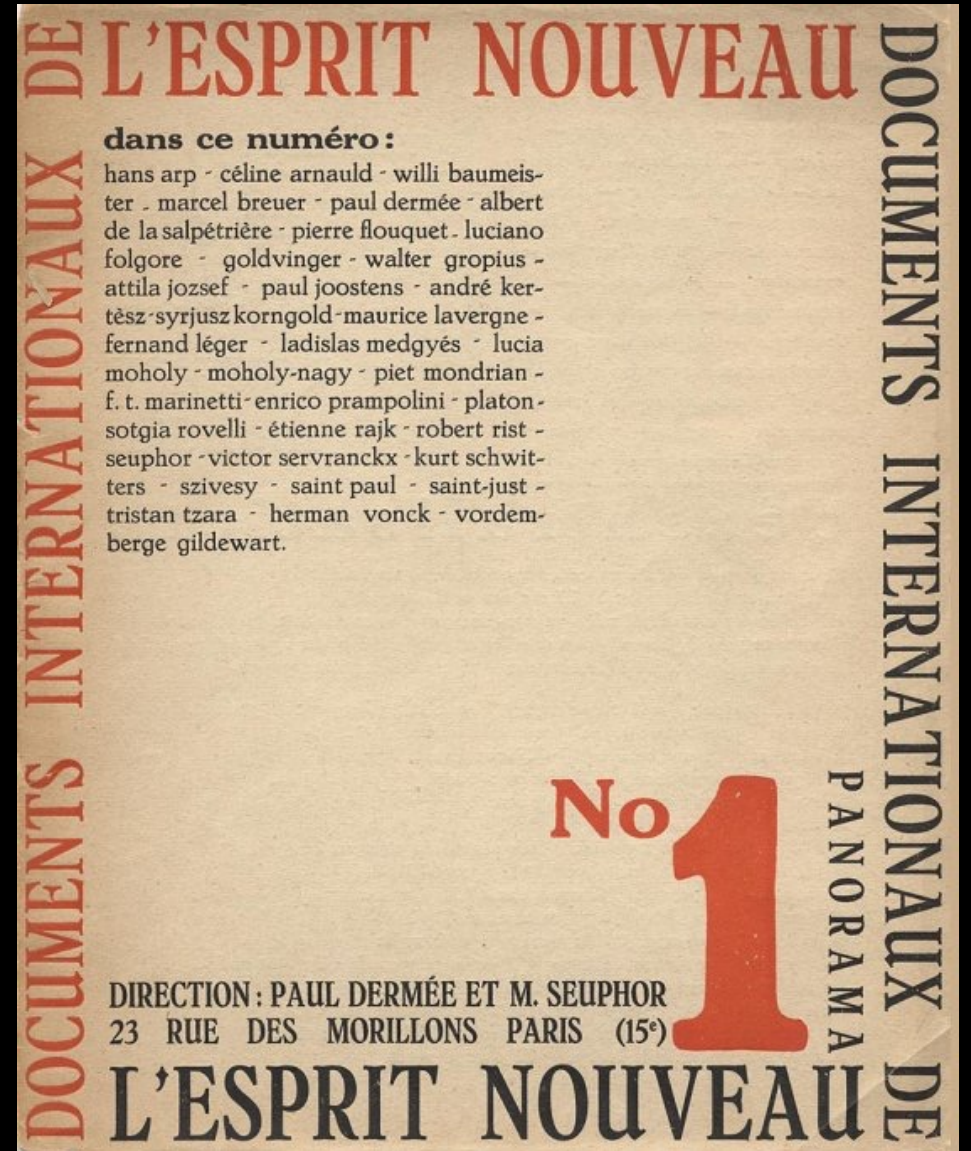 DOCUMENTS INTERNATIONAUX DE
L'ESPRIT NOUVEAU
dans ce numéro:
hans arp - céline arnauld - willi baumeis-
ter - marcel breuer - paul dermée - albert
de la salpétrière - pierre flouquet - luciano
folgore - goldvinger - walter gropius -
attila jozsef - paul joostens - andré ker-
tèsz - syrjusz korngold - maurice lavergne -
fernand léger - ladislas medgyés - lucia
moholy - moholy-nagy - piet mondrian -
f. t. marinetti - enrico prampolini - platon -
sotgia rovelli - étienne rajk - robert rist -
seuphor - victor servranckx - kurt schwit-
ters - szivesy - saint paul - saint-just -
tristan tzara - herman vonck - vordem-
berge gildewart.
No 1
PANORAMA
DIRECTION : PAUL DERMÉE ET M. SEUPHOR
23 RUE DES MORILLONS PARIS (15e)
DOCUMENTS INTERNATIONAUX DE
L'ESPRIT NOUVEAU